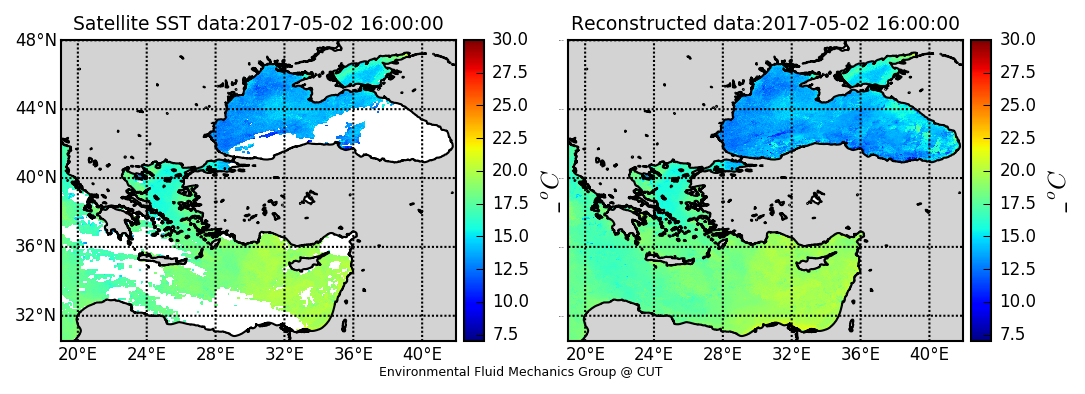 Satellite SST data:2017-05-02 16:00:00
48°N
44°N
40°N
36°N
32°N
20°E 24°E 28°E 32°E 36°E 40°E
30.0
27.5
25.0
22.5
20.0
17.5
15.0
12.5
10.0
7.5
_°C
Reconstructed data:2017-05-02 16:00:00
20°E 24°E 28°E 32°E 36°E 40°E
30.0
27.5
25.0
22.5
20.0
17.5
15.0
12.5
10.0
7.5
_°C
Environmental Fluid Mechanics Group @ CUT